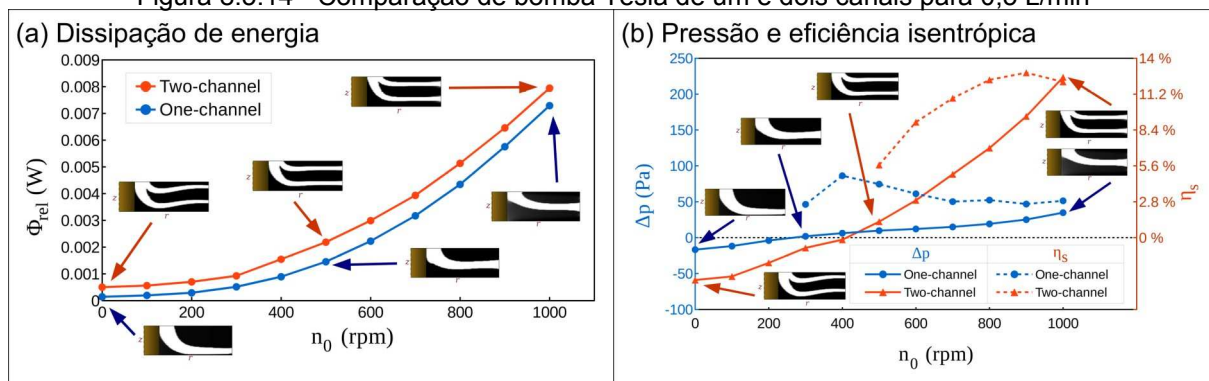 Figura 5.3.14 - Comparação de bomba Tesla de um e dois canais para 0,5 L/min
(a) Dissipação de energia
0.009
0.008
0.007
0.006
0.005
0.004
0.003
0.002
0.001
0
Φrel (W)
Two-channel
One-channel
z
r
z
r
z
r
z
r
z
r
z
r
0 200 400 600 800 1000
n0 (rpm)
(b) Pressão e eficiência isentrópica
250
200
150
100
50
0
-50
-100
Δp (Pa)
14 %
11.2 %
8.4 %
5.6 %
2.8 %
0 %
ηs
z
r
z
r
z
r
z
r
z
r
z
r
Δp ηs
One-channel One-channel
Two-channel Two-channel
0 200 400 600 800 1000
n0 (rpm)